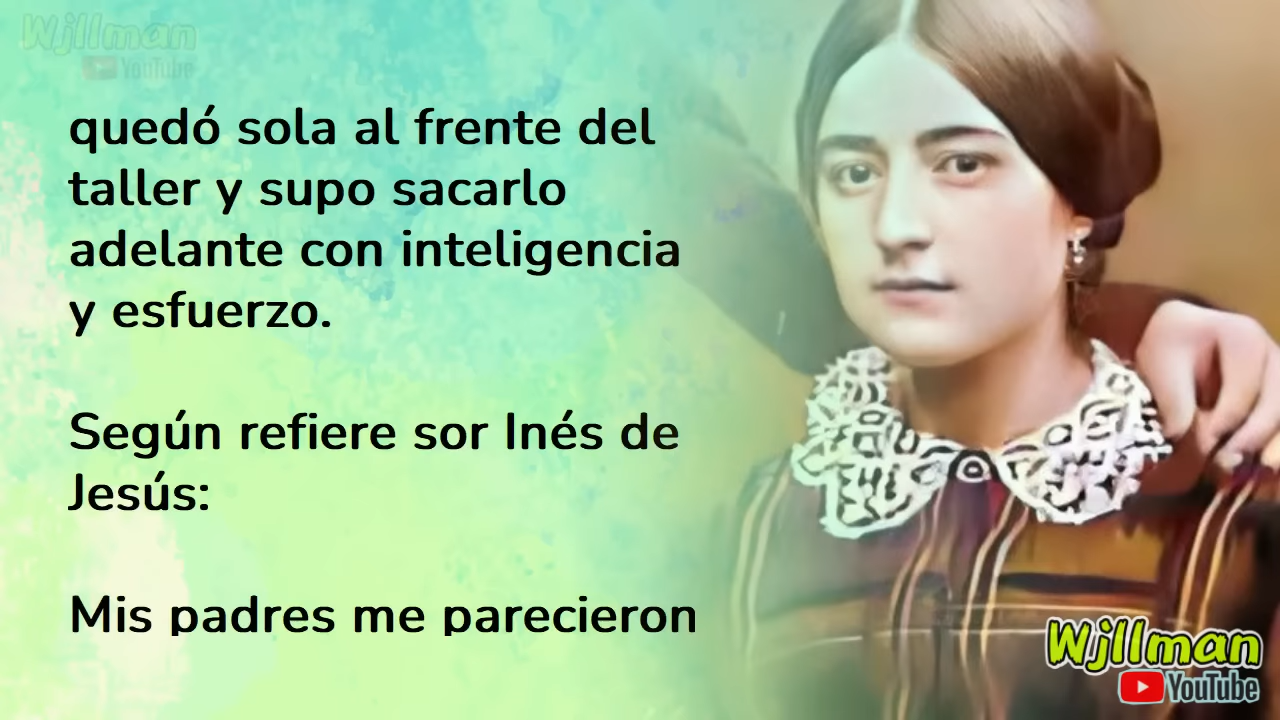 Wjllman
YouTube
quedó sola al frente del
taller y supo sacarlo
adelante con inteligencia
y esfuerzo.
Según refiere sor Inés de
Jesús:
Mis padres me parecieron
Wjllman
YouTube